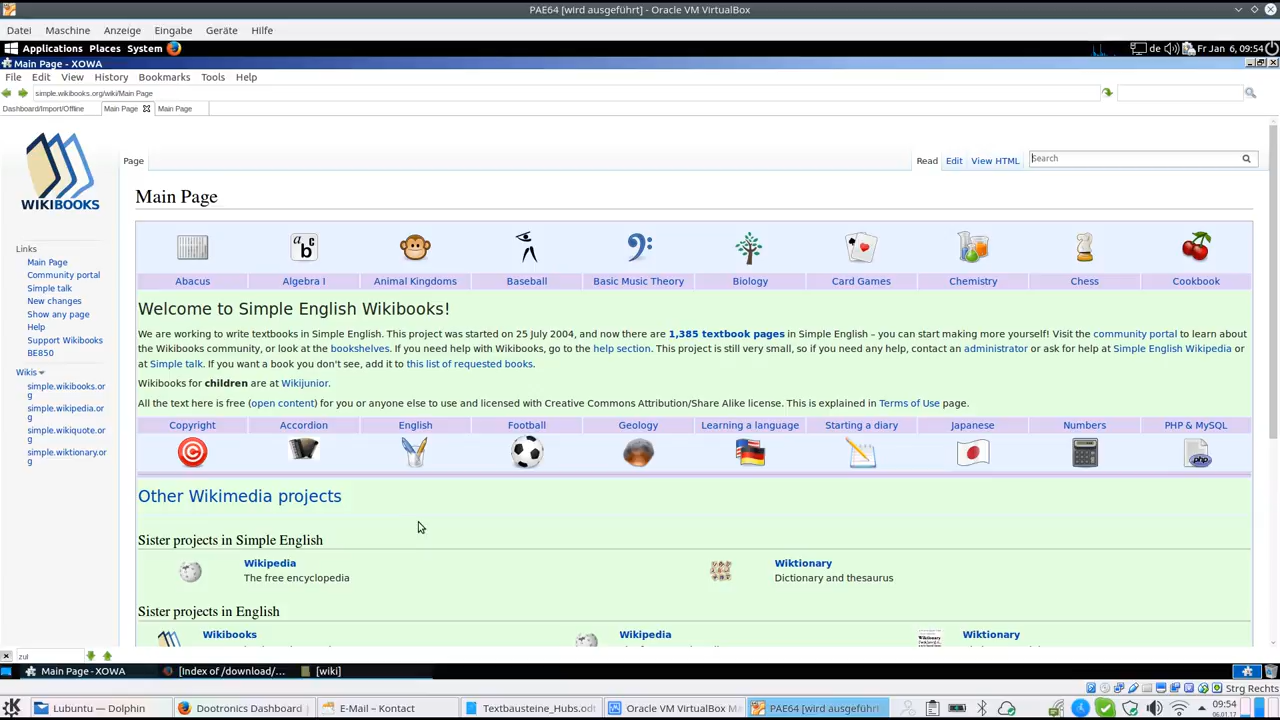 PAE64 [wird ausgeführt] - Oracle VM VirtualBox
Datei Maschine Anzeige Eingabe Geräte Hilfe
Applications Places System de Fr Jan 6, 09:54
Main Page - XOWA
File Edit View History Bookmarks Tools Help
simple.wikibooks.org/wiki/Main Page
Dashboard/Import/Offline Main Page Main Page
WIKIBOOKS
Page Read Edit View HTML Search
Main Page
Links
Main Page
Community portal
Simple talk
New changes
Show any page
Help
Support Wikibooks
BE850
Wikis
simple.wikibooks.or
g
simple.wikipedia.or
g
simple.wikiquote.or
g
simple.wiktionary.or
g
Abacus Algebra I Animal Kingdoms Baseball Basic Music Theory Biology Card Games Chemistry Chess Cookbook
Welcome to Simple English Wikibooks!
We are working to write textbooks in Simple English. This project was started on 25 July 2004, and now there are 1,385 textbook pages in Simple English – you can start making more yourself! Visit the community portal to learn about
the Wikibooks community, or look at the bookshelves. If you need help with Wikibooks, go to the help section. This project is still very small, so if you need any help, contact an administrator or ask for help at Simple English Wikipedia or
at Simple talk. If you want a book you don't see, add it to this list of requested books.
Wikibooks for children are at Wikijunior.
All the text here is free (open content) for you or anyone else to use and licensed with Creative Commons Attribution/Share Alike license. This is explained in Terms of Use page.
Copyright Accordion English Football Geology Learning a language Starting a diary Japanese Numbers PHP & MySQL
php
Other Wikimedia projects
Sister projects in Simple English
Wikipedia Wiktionary
The free encyclopedia Dictionary and thesaurus
Sister projects in English
Wikibooks Wikipedia Wiktionary
zul
Main Page - XOWA [Index of /download/... [wiki]
Strg Rechts
Lubuntu — Dolphin Dootronics Dashboard E-Mail – Kontact Textbausteine_HuIS.odt Oracle VM VirtualBox M PAE64 [wird ausgeführt 09:54
06.01.17